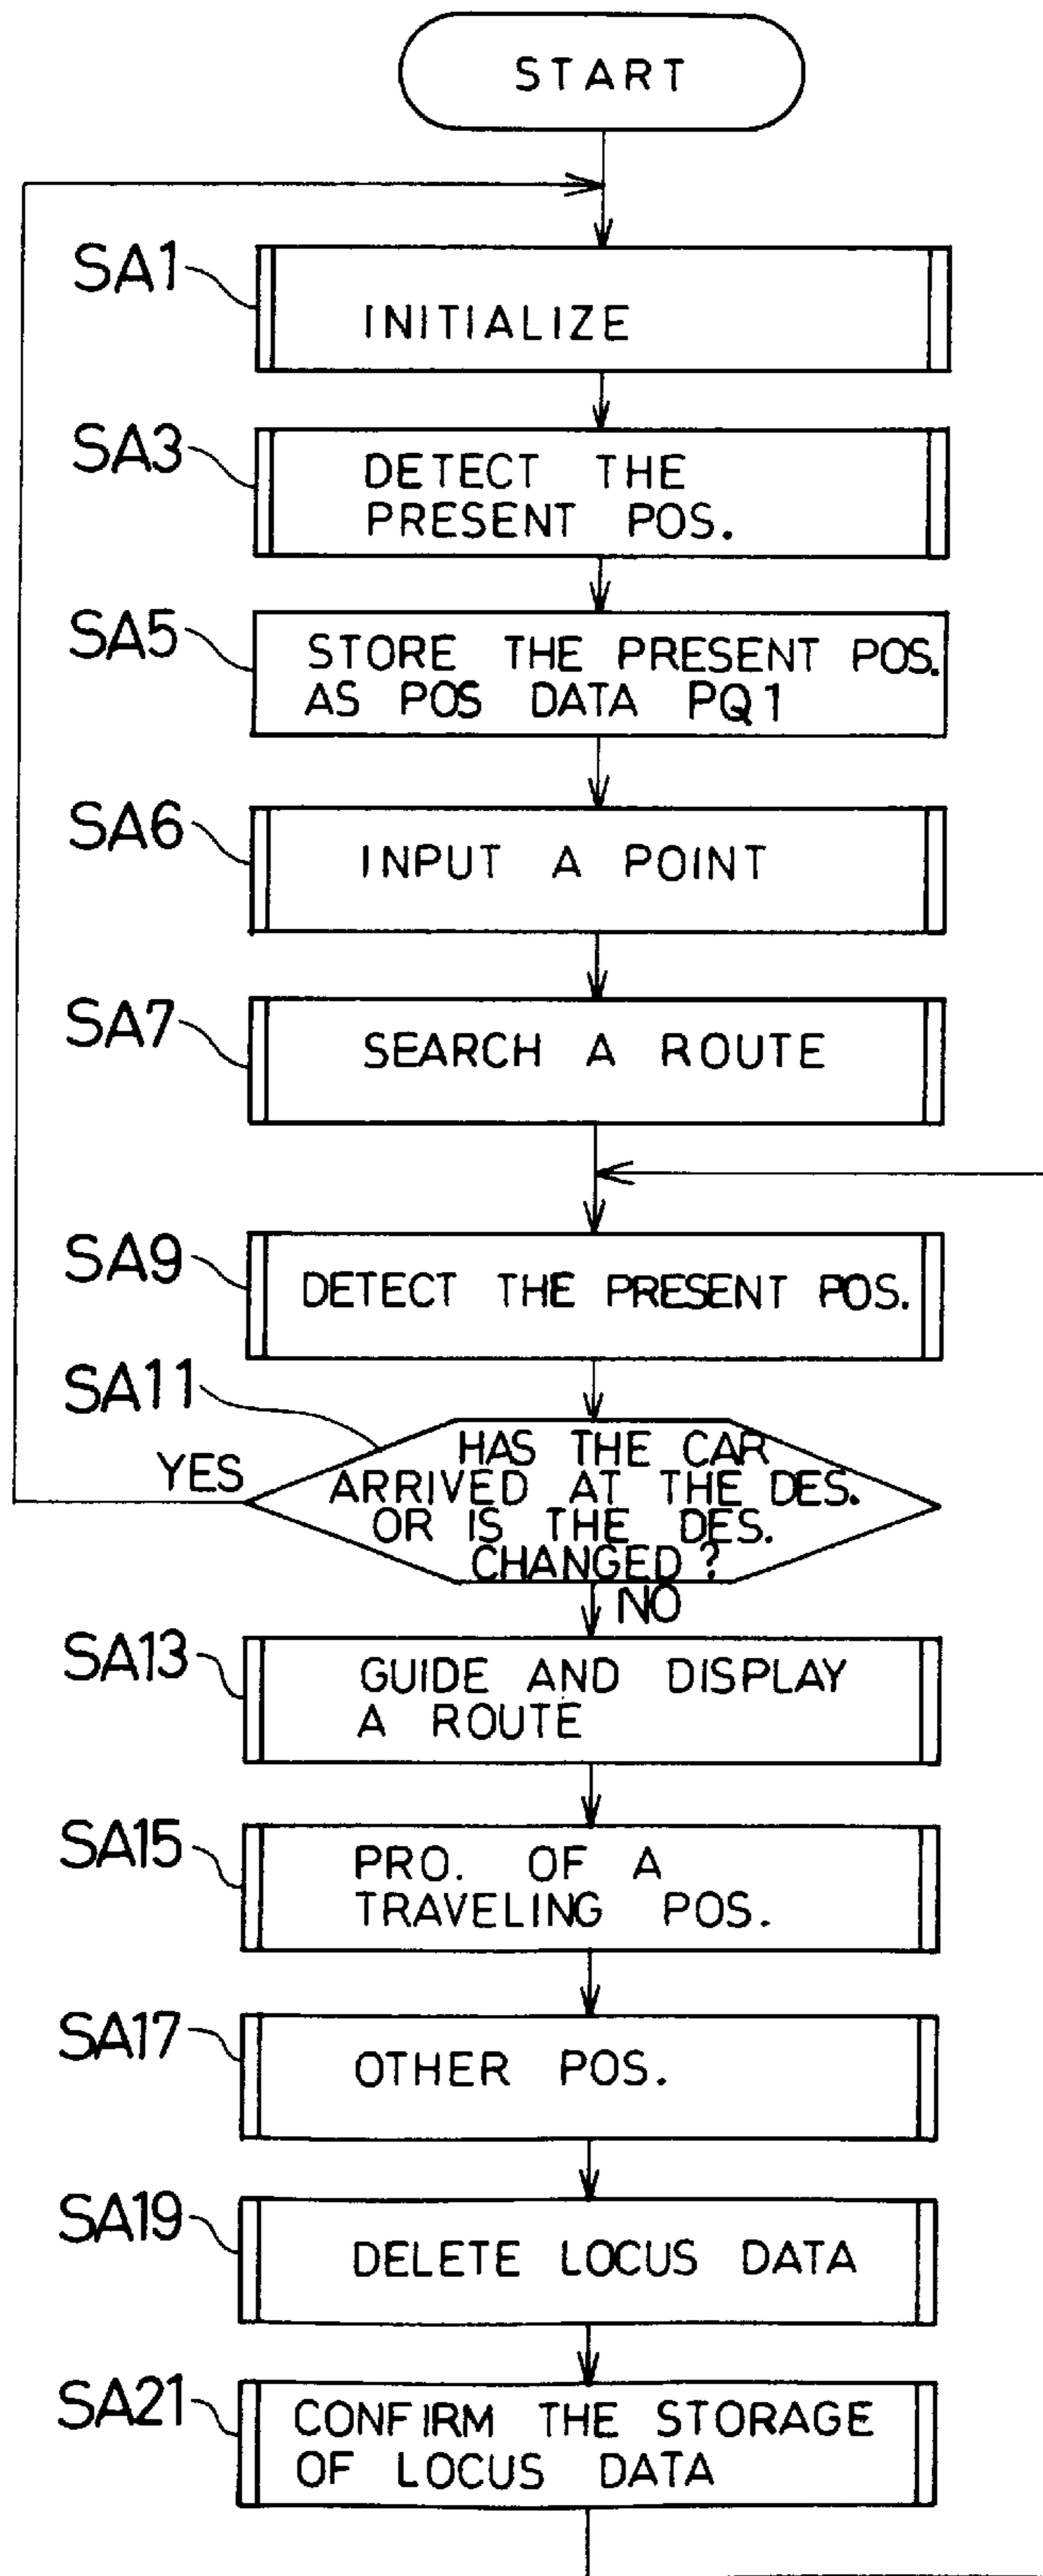 START
SA1
INITIALIZE
SA3
DETECT THE
PRESENT POS.
SA5
STORE THE PRESENT POS.
AS POS DATA PQ1
SA6
INPUT A POINT
SA7
SEARCH A ROUTE
SA9
DETECT THE PRESENT POS.
SA11
YES
HAS THE CAR
ARRIVED AT THE DES.
OR IS THE DES.
CHANGED?
NO
SA13
GUIDE AND DISPLAY
A ROUTE
SA15
PRO. OF A
TRAVELING POS.
SA17
OTHER POS.
SA19
DELETE LOCUS DATA
SA21
CONFIRM THE STORAGE
OF LOCUS DATA